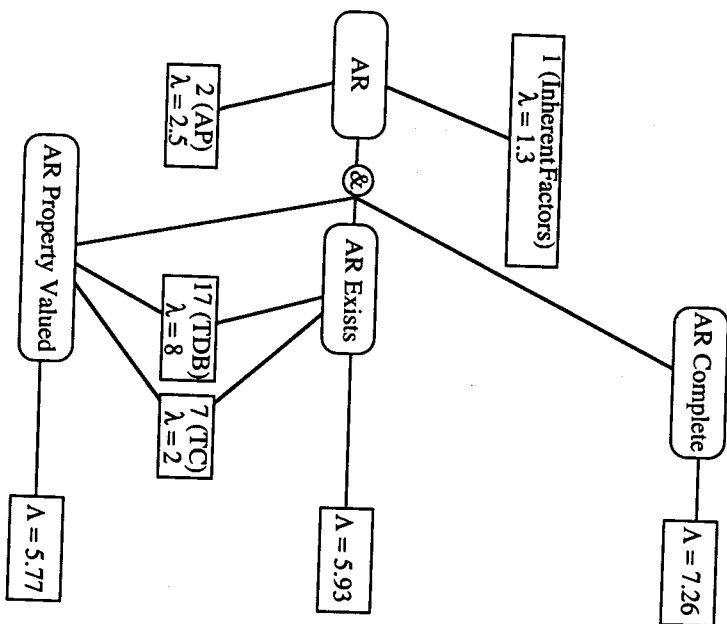 1 (Inherent Factors)
λ = 1.3
AR Complete
Λ = 7.26
AR
&
AR Exists
Λ = 5.93
2 (AP)
λ = 2.5
17 (TDB)
λ = 8
7 (TC)
λ = 2
AR Property Valued
Λ = 5.77